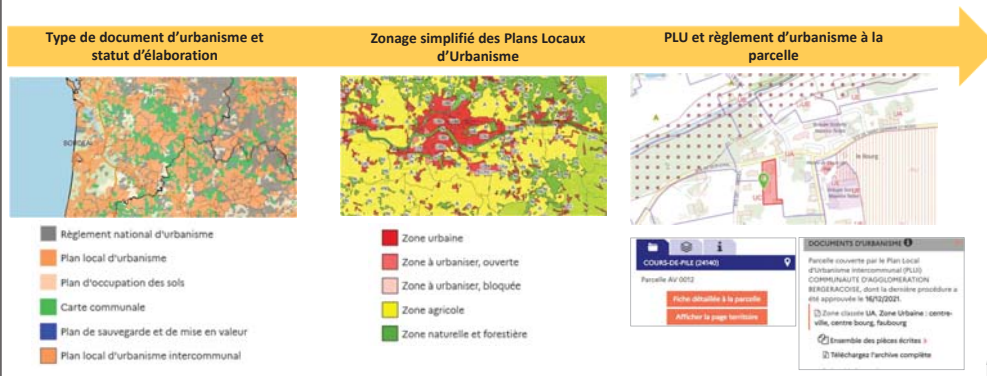 Type de document d'urbanisme et
statut d'élaboration
Zonage simplifié des Plans Locaux
d'Urbanisme
PLU et règlement d'urbanisme à la
parcelle
Règlement national d'urbanisme
Plan local d'urbanisme
Plan d'occupation des sols
Carte communale
Plan de sauvegarde et de mise en valeur
Plan local d'urbanisme intercommunal
Zone urbaine
Zone à urbaniser, ouverte
Zone à urbaniser, bloquée
Zone agricole
Zone naturelle et forestière
le Bourg
UA
UC
COURS-DE-PILE (24140)
Parcelle AV 0012
Fiche détaillée à la parcelle
Afficher la page territoire
DOCUMENTS D'URBANISME
Parcelle couverte par le Plan Local
d'Urbanisme intercommunal (PLUi)
COMMUNAUTE D'AGGLOMERATION
BERGERACOISE, dont la dernière procédure a
été approuvée le 16/12/2021.
Zone classée UA, Zone Urbaine : centre-
ville, centre bourg, faubourg
Ensemble des pièces écrites >
Téléchargez l'archive complète